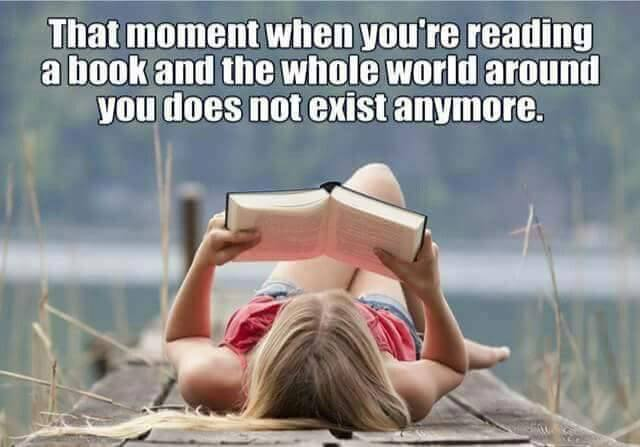 That moment when you're reading
a book and the whole world around
you does not exist anymore.